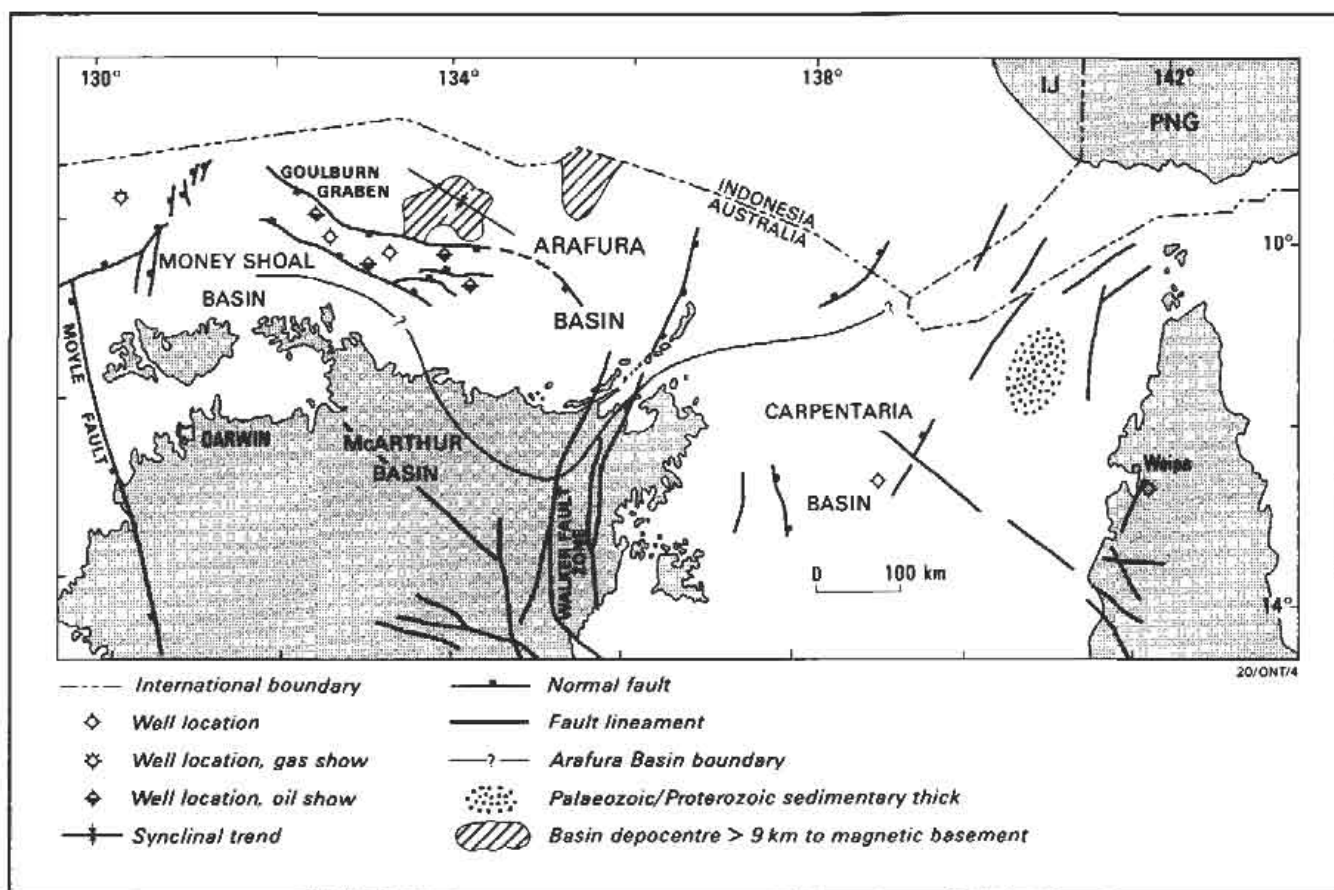 130°
134°
138°
142°
IJ
PNG
GOULBURN
GRABEN
INDONESIA
AUSTRALIA
ARAFURA
BASIN
10°
MONEY SHOAL
BASIN
MOYLE FAULT
DARWIN
McARTHUR
BASIN
WALKER FAULT
ZONE
CARPENTARIA
BASIN
Weipa
0 100 km
14°
20/ONT/4
International boundary
Well location
Well location, gas show
Well location, oil show
Synclinal trend
Normal fault
Fault lineament
Arafura Basin boundary
Palaeozoic/Proterozoic sedimentary thick
Basin depocentre > 9 km to magnetic basement
?
?
?